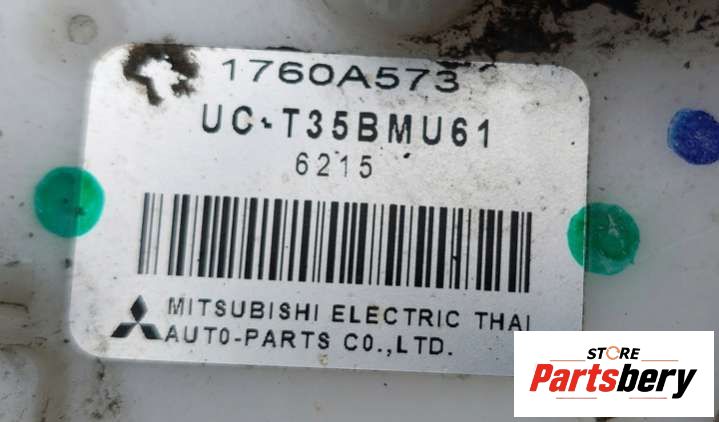 1760A573
UC-T35BMU61
6215
MITSUBISHI ELECTRIC THAI
AUTO-PARTS CO.,LTD.
STORE
Partsbery